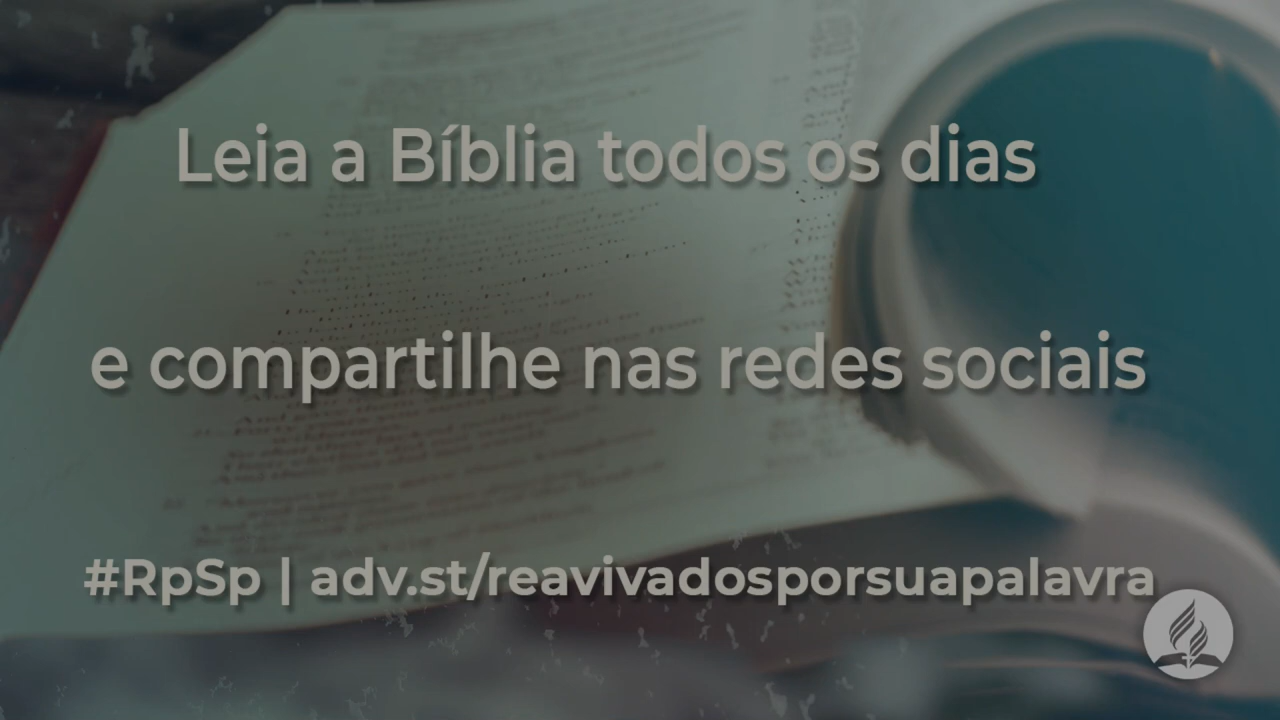 Leia a Bíblia todos os dias
e compartilhe nas redes sociais
#RpSp | adv.st/reavivadosporsuapalavra